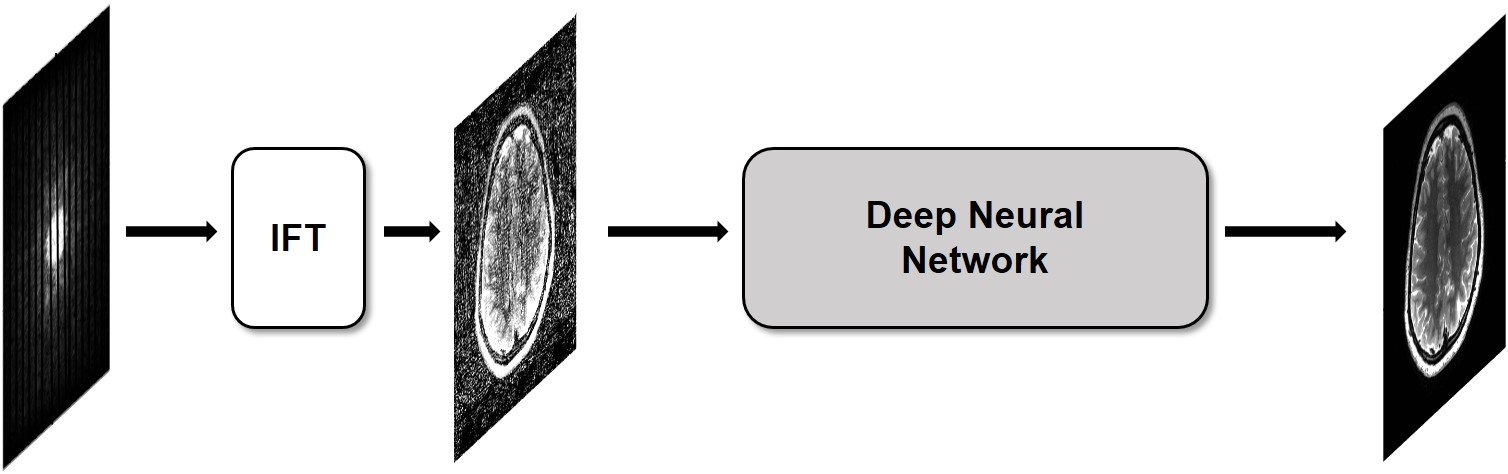 IFT
Deep Neural
Network